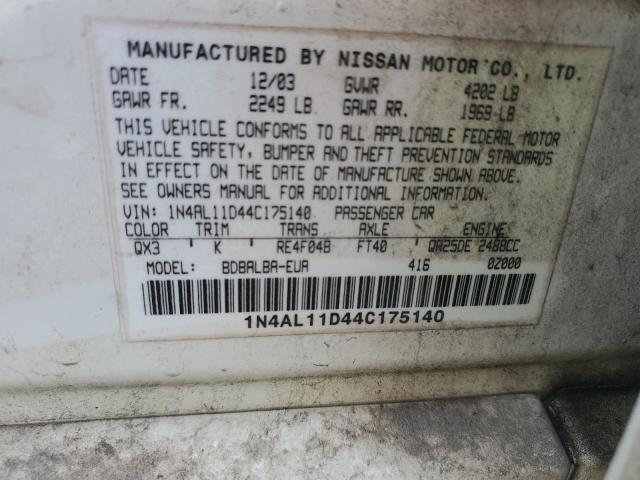 MANUFACTURED BY NISSAN MOTOR CO., LTD.
DATE 12/03 GVWR 4202 LB
GAWR FR. 2249 LB GAWR RR. 1969 LB
THIS VEHICLE CONFORMS TO ALL APPLICABLE FEDERAL MOTOR
VEHICLE SAFETY, BUMPER AND THEFT PREVENTION STANDARDS
IN EFFECT ON THE DATE OF MANUFACTURE SHOWN ABOVE.
SEE OWNERS MANUAL FOR ADDITIONAL INFORMATION.
VIN: 1N4AL11D44C175140 PASSENGER CAR
COLOR TRIM TRANS AXLE ENGINE
QX3 K RE4F04B FT40 QR25DE 2488CC
MODEL: BDBALBA-EUA 416 0Z000
1N4AL11D44C175140